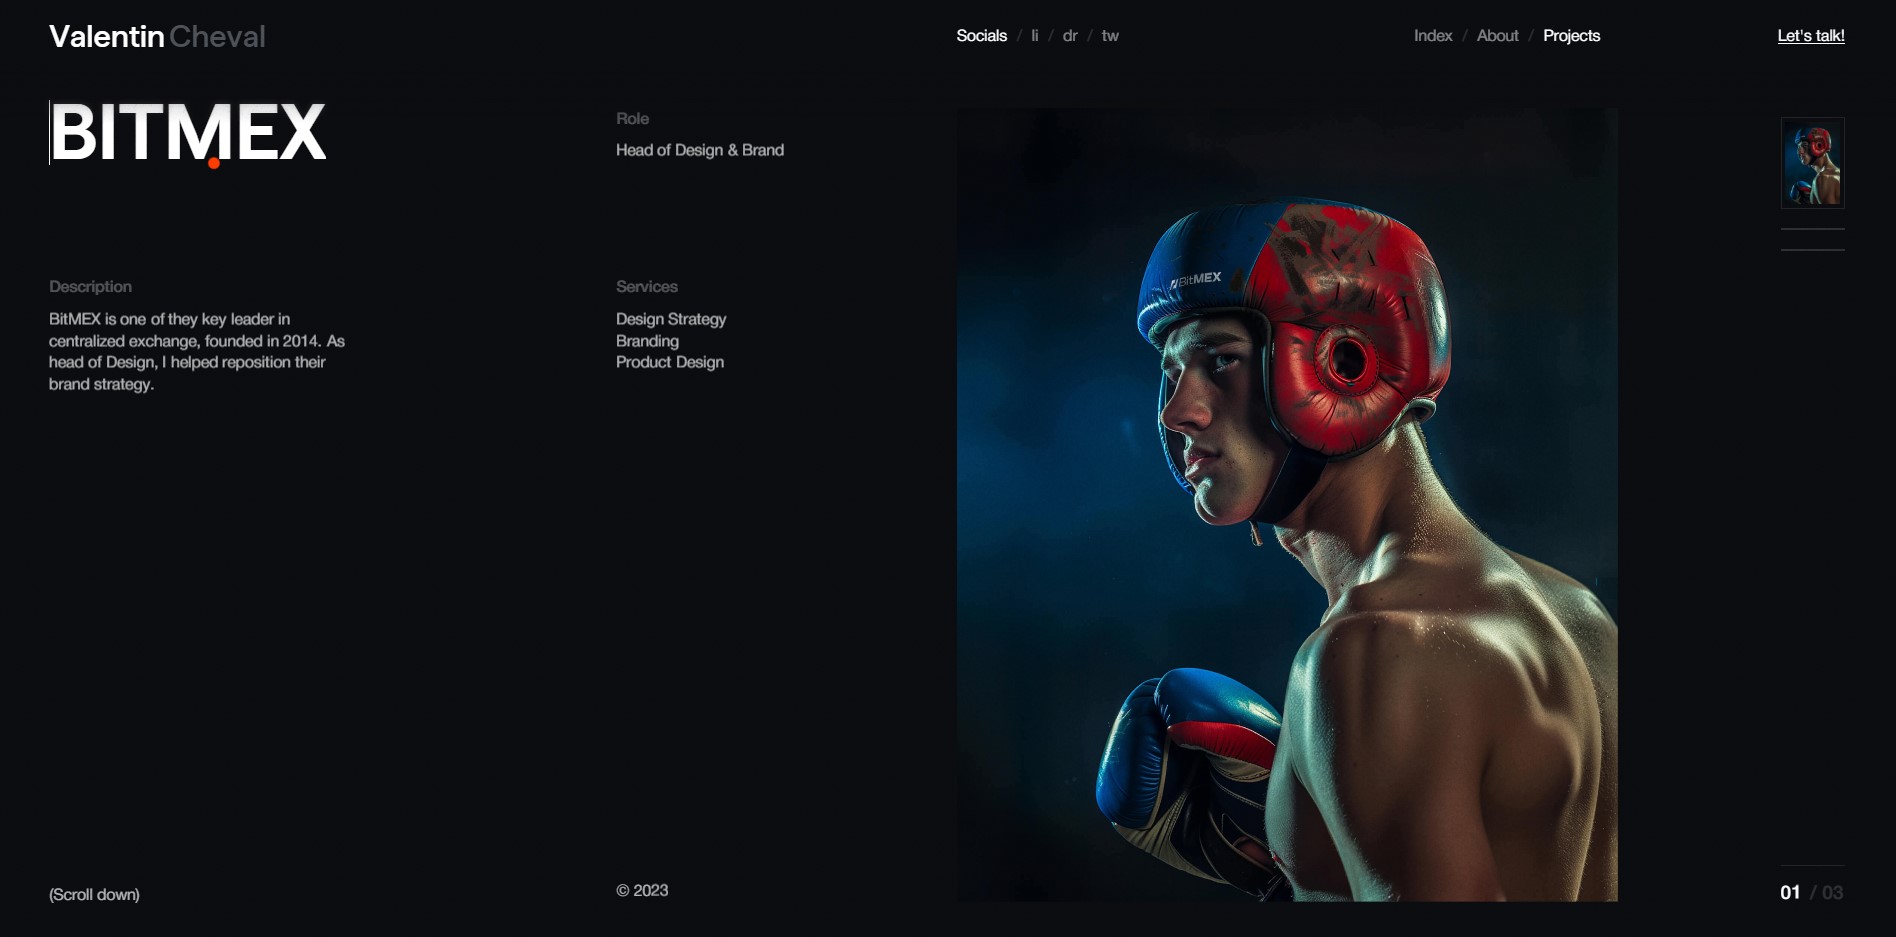 Valentin Cheval
Socials / li / dr / tw
Index / About / Projects
Let's talk!
BITMEX
Role
Head of Design & Brand
Description
BitMEX is one of they key leader in
centralized exchange, founded in 2014. As
head of Design, I helped reposition their
brand strategy.
Services
Design Strategy
Branding
Product Design
BitMEX
(Scroll down)
© 2023
01 / 03